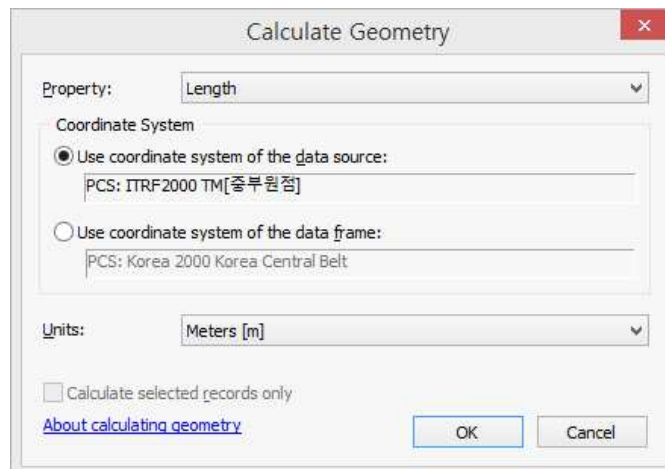 Calculate Geometry
Property: Length
Coordinate System
Use coordinate system of the data source:
PCS: ITRF2000 TM[중부원점]
Use coordinate system of the data frame:
PCS: Korea 2000 Korea Central Belt
Units: Meters [m]
Calculate selected records only
About calculating geometry OK Cancel